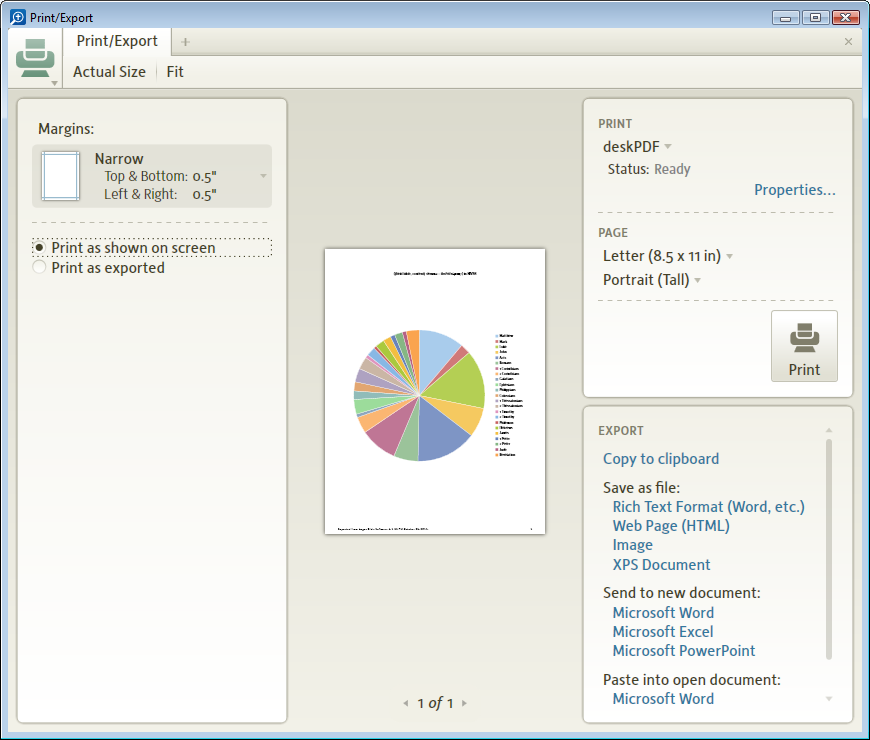 Print/Export
Print/Export
Actual Size
Fit
Margins:
Narrow
Top & Bottom: 0.5"
Left & Right: 0.5"
Print as shown on screen
Print as exported
1 of 1
PRINT
deskPDF
Status: Ready
Properties...
PAGE
Letter (8.5 x 11 in)
Portrait (Tall)
Print
EXPORT
Copy to clipboard
Save as file:
Rich Text Format (Word, etc.)
Web Page (HTML)
Image
XPS Document
Send to new document:
Microsoft Word
Microsoft Excel
Microsoft PowerPoint
Paste into open document:
Microsoft Word